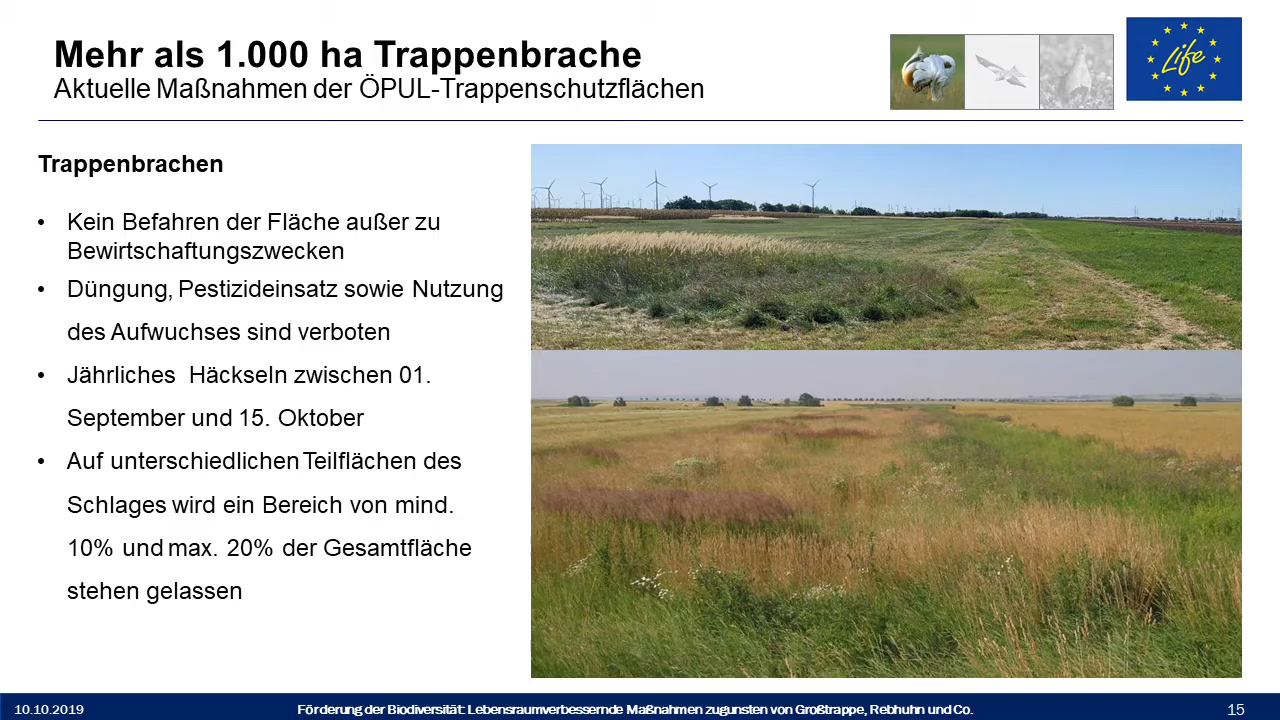 Mehr als 1.000 ha Trappenbrache
Aktuelle Maßnahmen der ÖPUL-Trappenschutzflächen
Life
Trappenbrachen
• Kein Befahren der Fläche außer zu
Bewirtschaftungszwecken
• Düngung, Pestizideinsatz sowie Nutzung
des Aufwuchses sind verboten
• Jährliches Häckseln zwischen 01.
September und 15. Oktober
• Auf unterschiedlichen Teilflächen des
Schlages wird ein Bereich von mind.
10% und max. 20% der Gesamtfläche
stehen gelassen
10.10.2019
Förderung der Biodiversität: Lebensraumverbessernde Maßnahmen zugunsten von Großtrappe, Rebhuhn und Co.
15